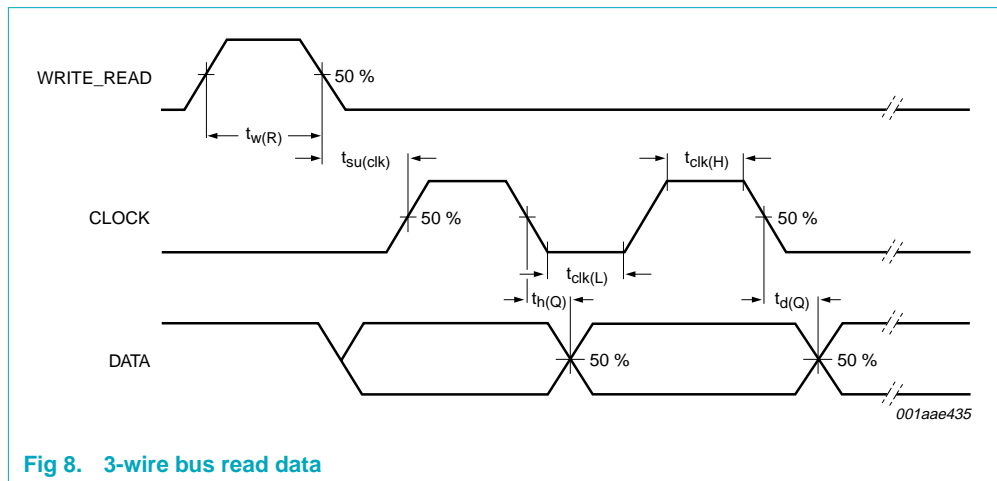 WRITE_READ
50 %
tw(R)
tsu(clk)
tclk(H)
CLOCK
50 %
50 %
tclk(L)
th(Q)
td(Q)
DATA
50 %
50 %
001aae435
Fig 8. 3-wire bus read data